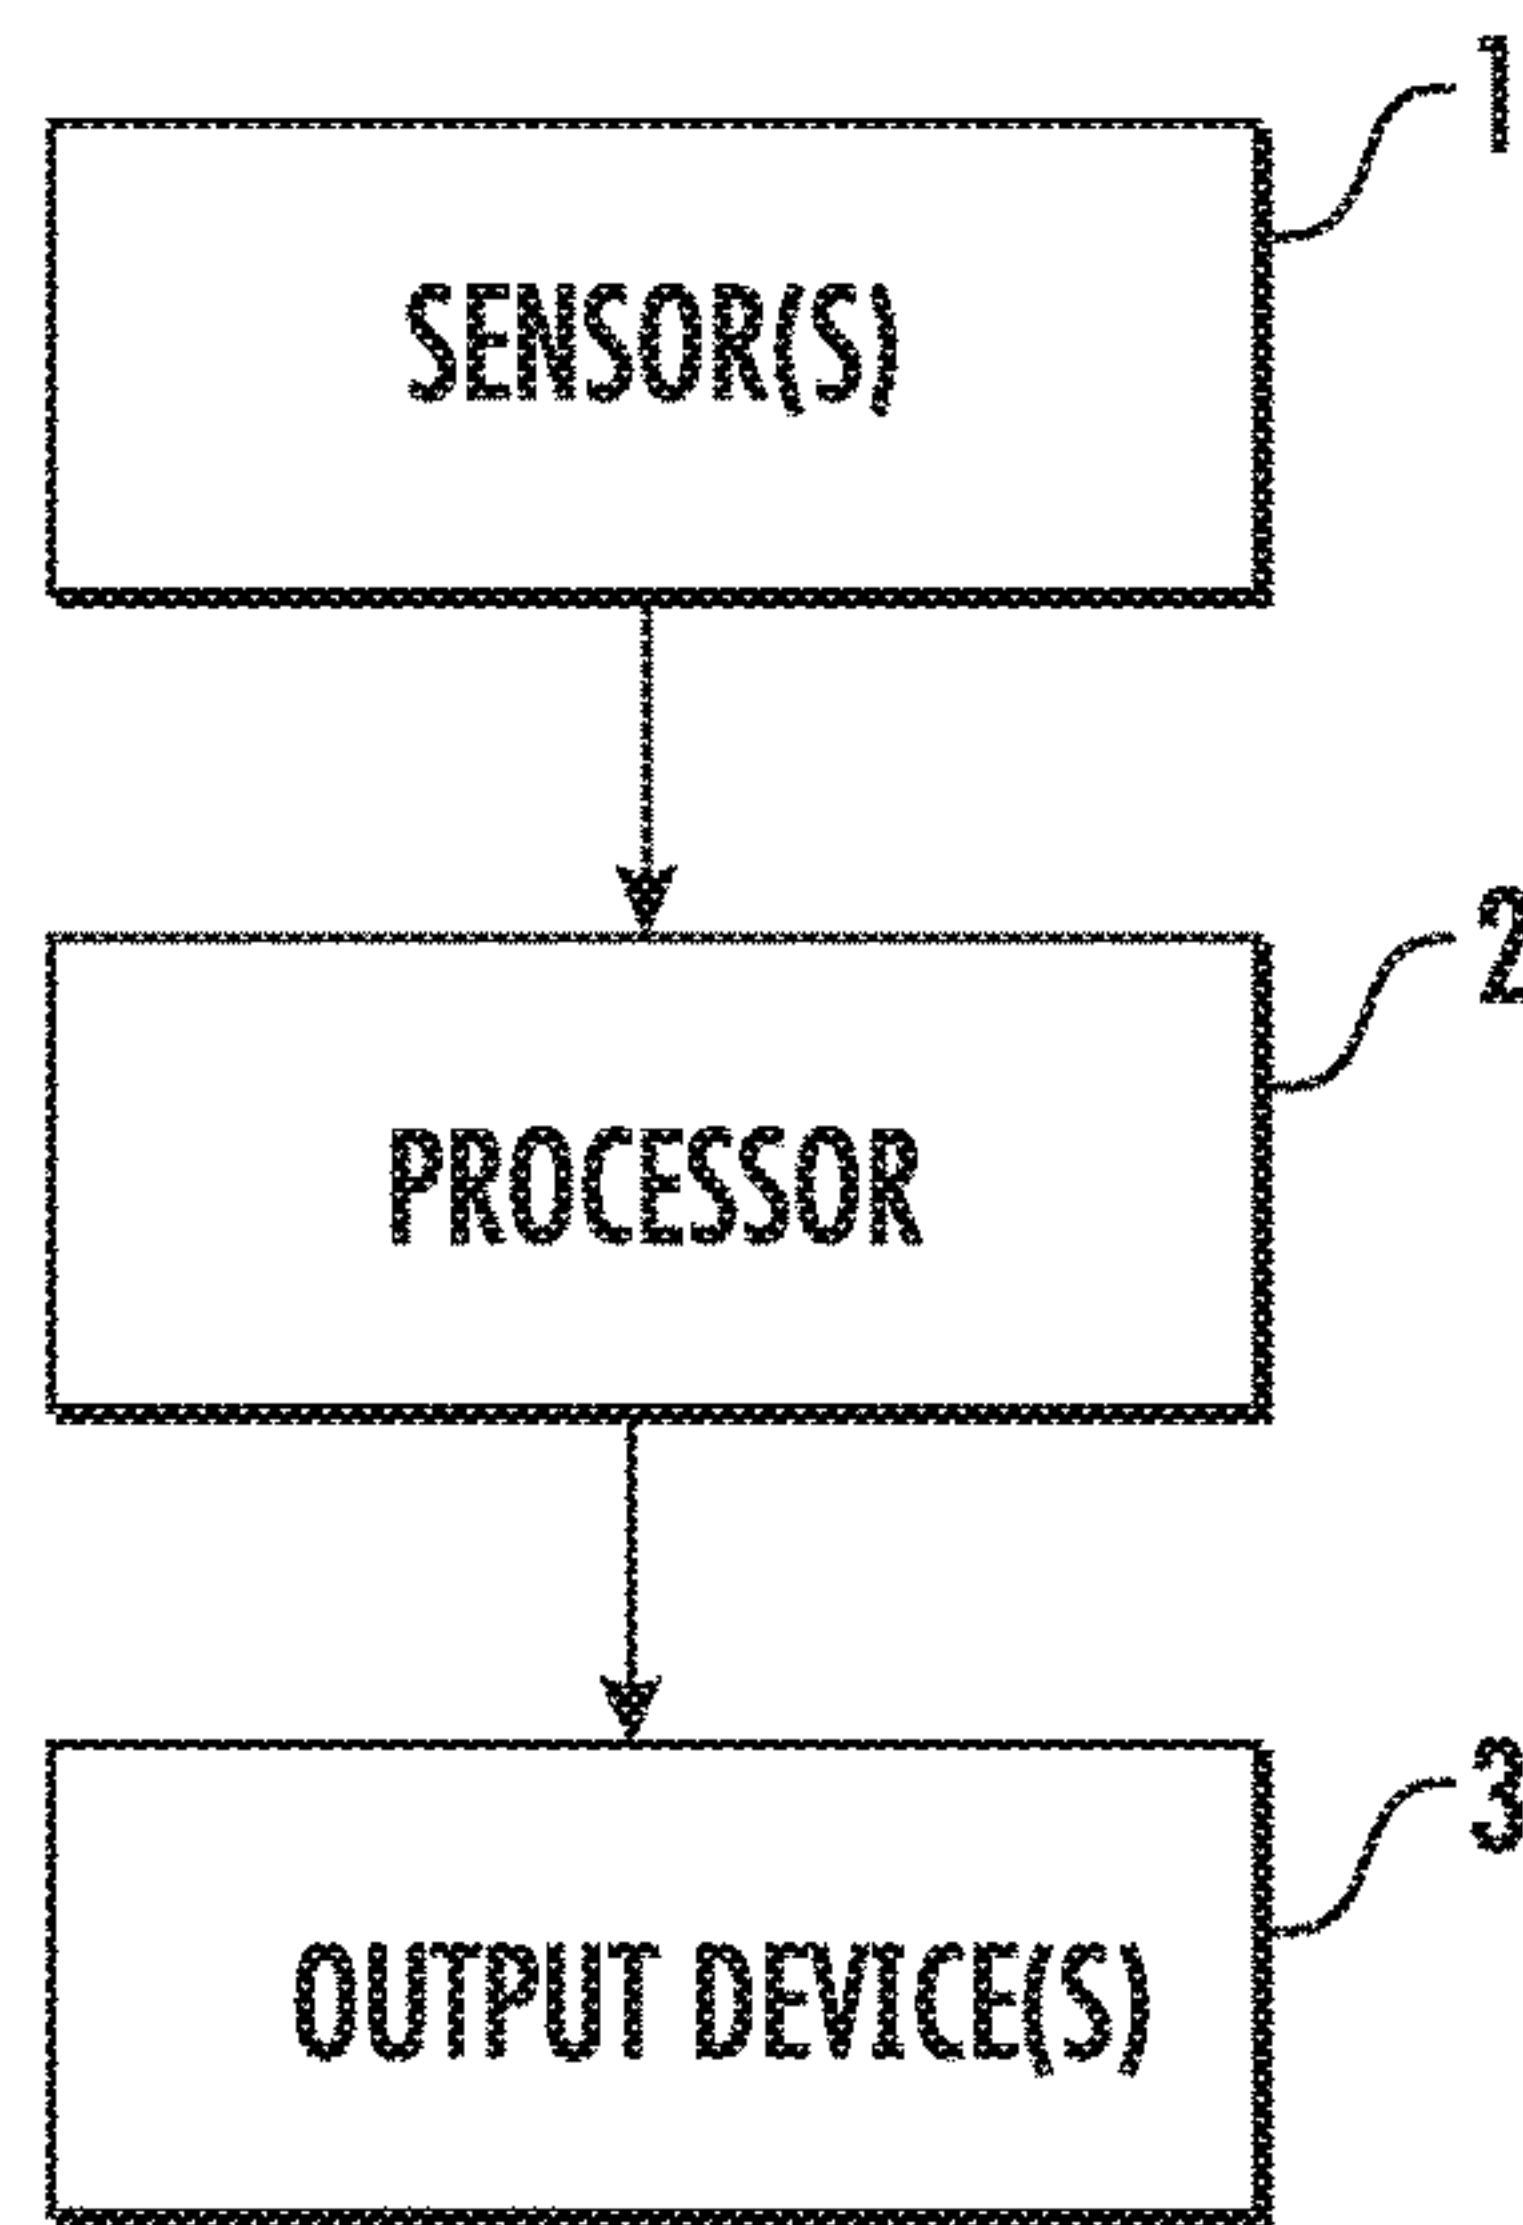 1
SENSOR(S)
2
PROCESSOR
3
OUTPUT DEVICE(S)